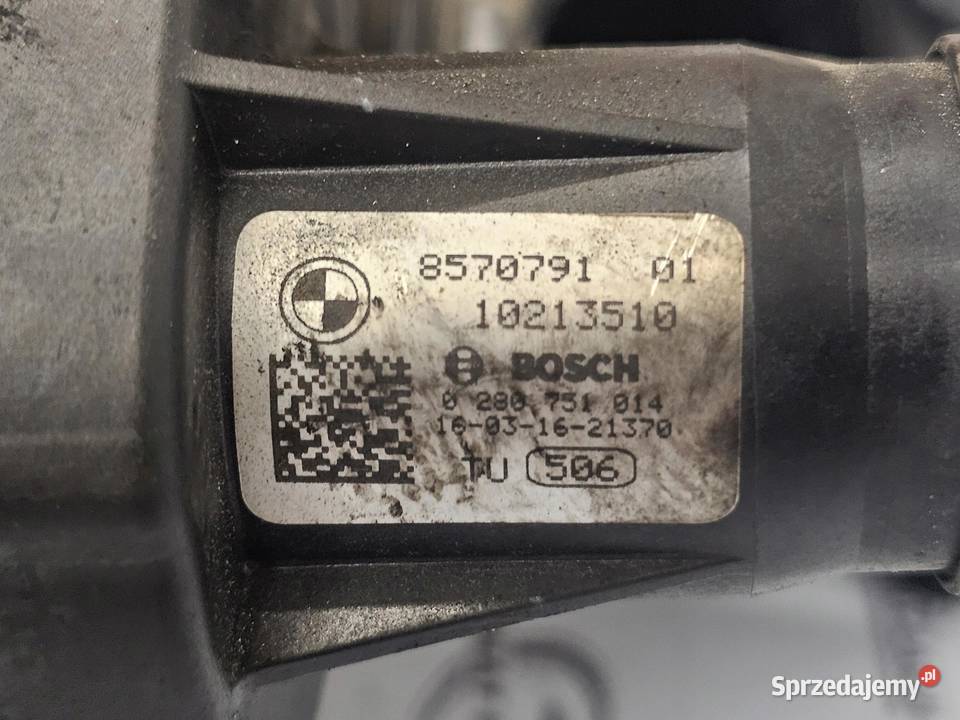 8570791 01
10213510
BOSCH
0 280 751 014
16-03-16-21370
TU 506
Sprzedajemy.pl